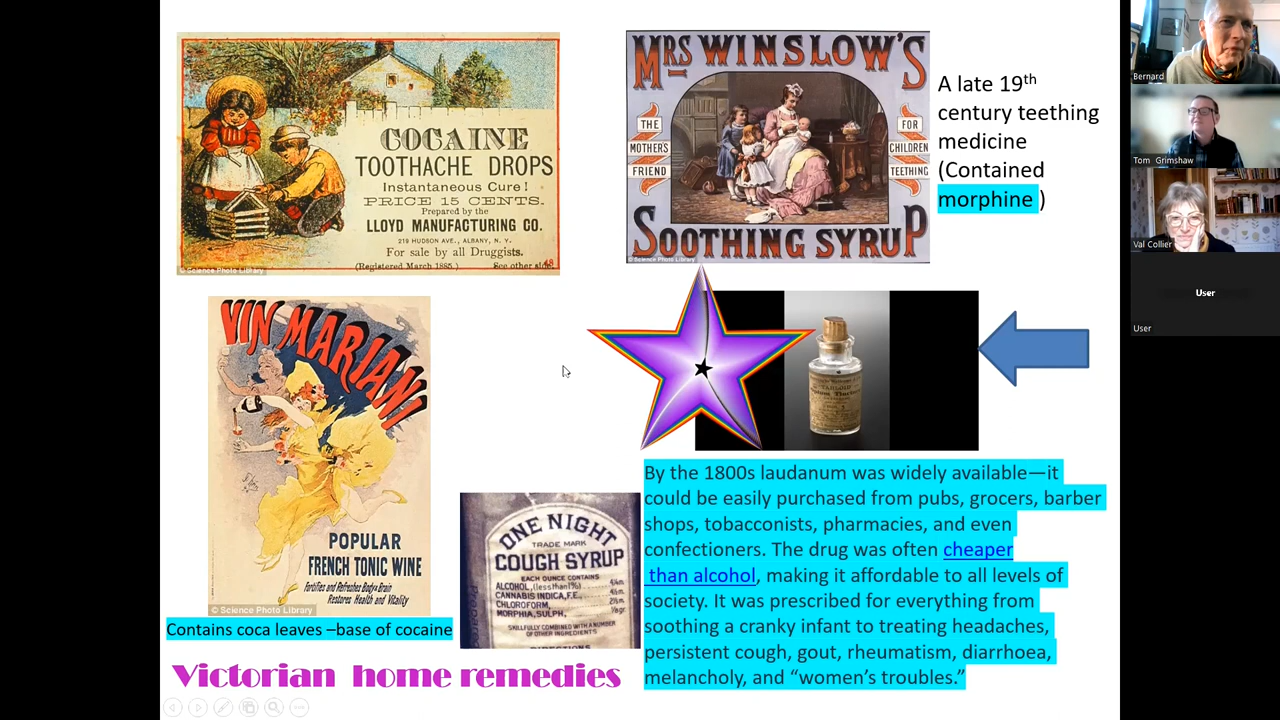 COCAINE
TOOTHACHE DROPS
Instantaneous Cure!
PRICE 15 CENTS.
Prepared by the
LLOYD MANUFACTURING CO.
219 HUDSON AVE., ALBANY, N. Y.
For sale by all Druggists.
(Registered March 1885.) See other side.
© Science Photo Library
MRS WINSLOW'S
THE
MOTHER'S
FRIEND
FOR
CHILDREN
TEETHING
SOOTHING SYRUP
© Science Photo Library
A late 19th
century teething
medicine
(Contained
morphine )
VIN MARIANI
POPULAR
FRENCH TONIC WINE
Fortifies and Refreshes Body & Brain
Restores Health and Vitality
© Science Photo Library
Contains coca leaves –base of cocaine
ONE NIGHT
TRADE MARK
COUGH SYRUP
EACH OUNCE CONTAINS
ALCOHOL, (less than 1%)
CANNABIS INDICA, F.E.,
CHLOROFORM,
MORPHIA, SULPH,
SKILLFULLY COMBINED WITH A NUMBER
OF OTHER INGREDIENTS
DIRECTIONS
By the 1800s laudanum was widely available—it
could be easily purchased from pubs, grocers, barber
shops, tobacconists, pharmacies, and even
confectioners. The drug was often cheaper
than alcohol, making it affordable to all levels of
society. It was prescribed for everything from
soothing a cranky infant to treating headaches,
persistent cough, gout, rheumatism, diarrhoea,
melancholy, and “women’s troubles.”
Victorian home remedies
Bernard
Tom Grimshaw
Val Collier
User
User